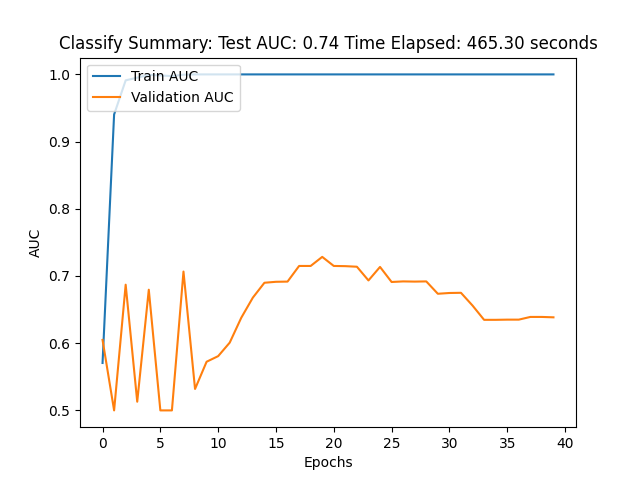 Classify Summary: Test AUC: 0.74 Time Elapsed: 465.30 seconds
Train AUC
Validation AUC
1.0
0.9
0.8
0.7
0.6
0.5
AUC
0 5 10 15 20 25 30 35 40
Epochs